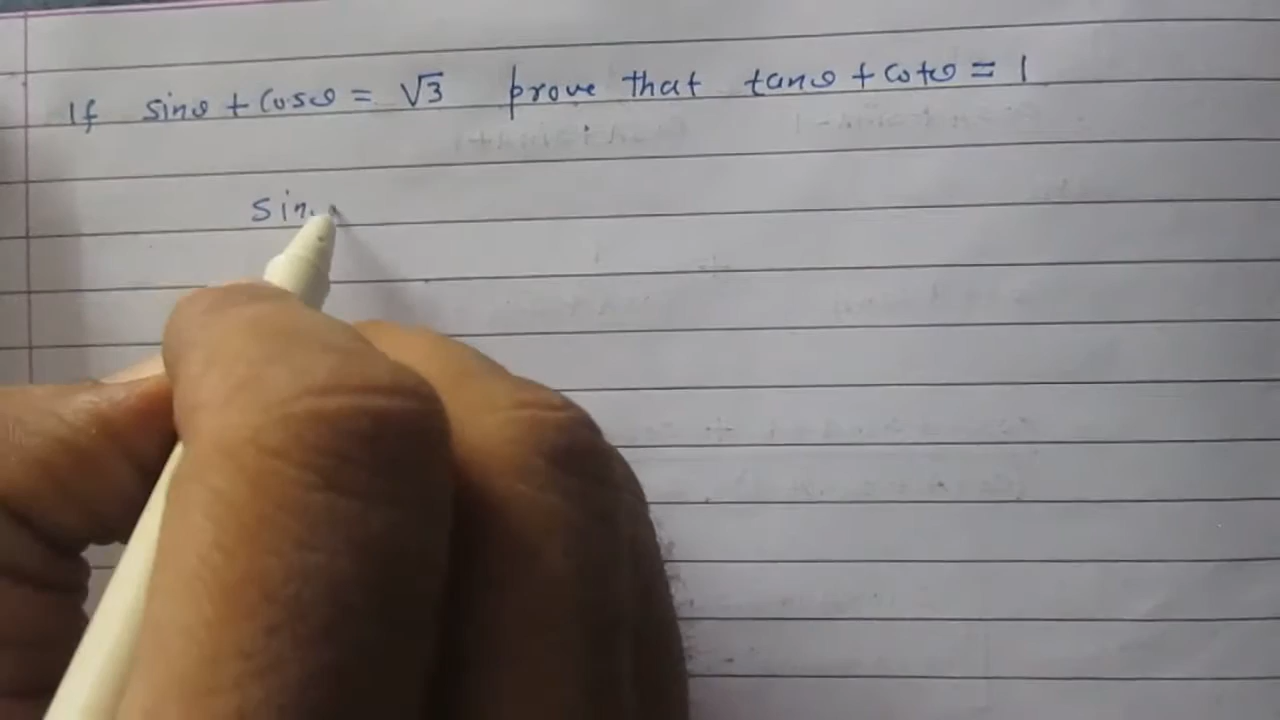 If sinθ + cosθ = √3 prove that tanθ + cotθ = 1
sin